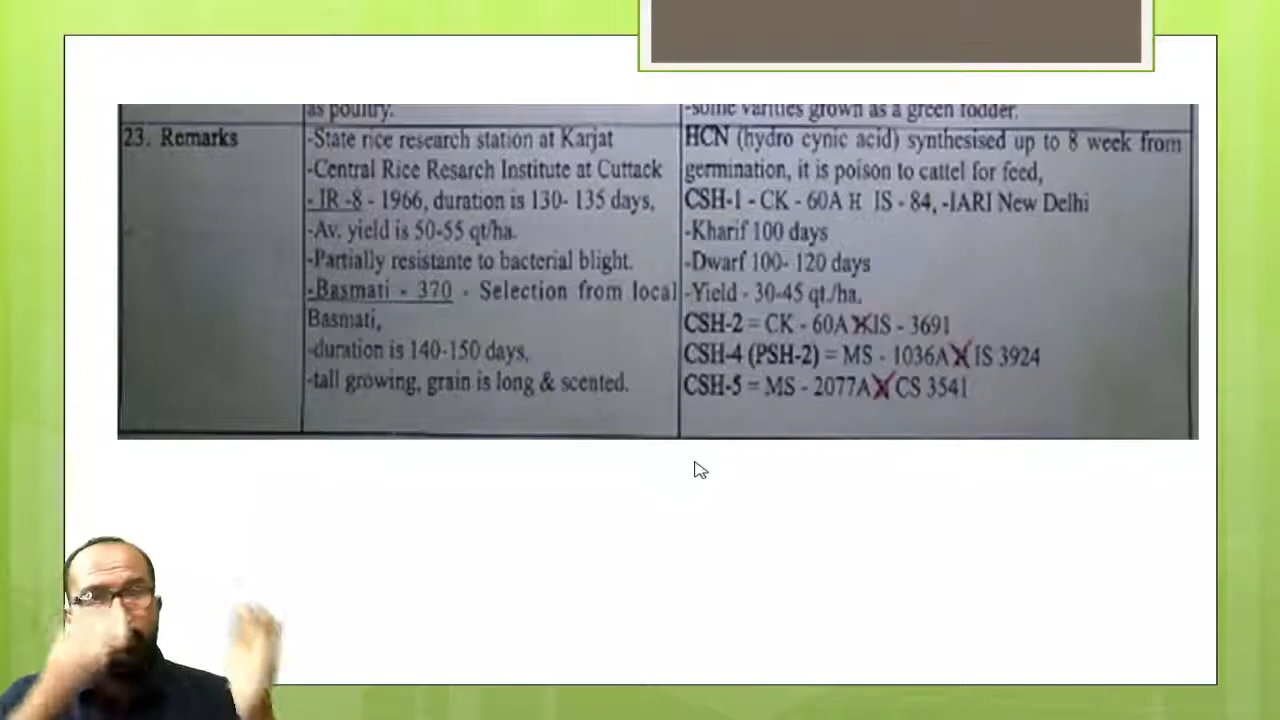 as poultry.
-some varities grown as a green fodder.
23. Remarks
-State rice research station at Karjat
-Central Rice Resarch Institute at Cuttack
- IR -8 - 1966, duration is 130- 135 days,
-Av. yield is 50-55 qt/ha.
-Partially resistante to bacterial blight.
-Basmati - 370 - Selection from local
Basmati,
-duration is 140-150 days,
-tall growing, grain is long & scented.
HCN (hydro cynic acid) synthesised up to 8 week from
germination, it is poison to cattel for feed,
CSH-1 - CK - 60A H IS - 84, -IARI New Delhi
-Kharif 100 days
-Dwarf 100- 120 days
-Yield - 30-45 qt./ha.
CSH-2 = CK - 60A X IS - 3691
CSH-4 (PSH-2) = MS - 1036A X IS 3924
CSH-5 = MS - 2077A X CS 3541